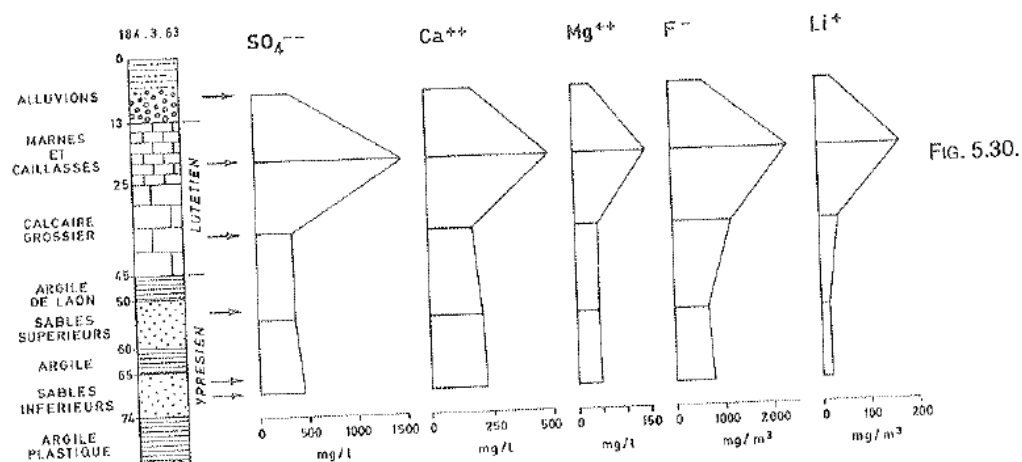 184.3.63
SO4-- Ca++ Mg++ F- Li+
0
ALLUVIONS
13
MARNES
ET
CAILLASSES
25
CALCAIRE
GROSSIER
45
ARGILE
DE LAON
50
SABLES
SUPERIEURS
60
ARGILE
65
SABLES
INFERIEURS
74
ARGILE
PLASTIQUE
LUTETIEN
YPRESIEN
0 500 1500
mg/l
0 250 500
mg/l
0 150
mg/l
0 1000 2000
mg/m3
0 100 200
mg/m3
FIG. 5.30.